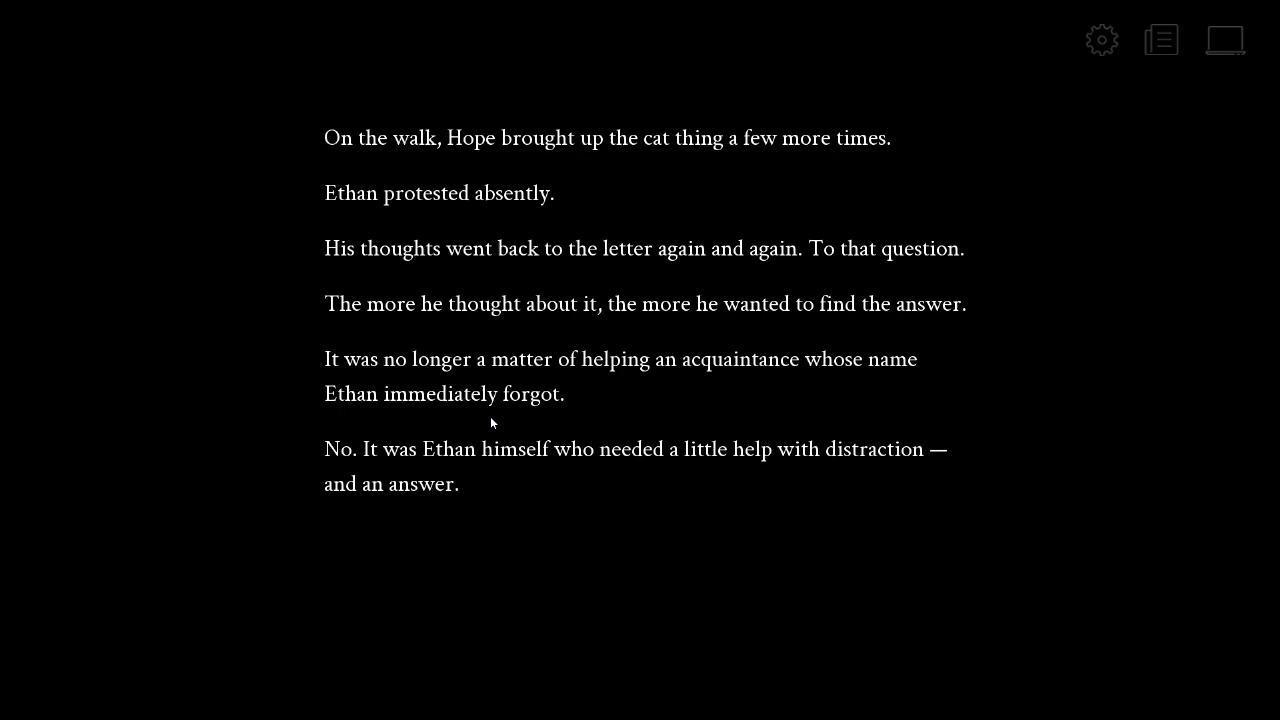 On the walk, Hope brought up the cat thing a few more times.
Ethan protested absently.
His thoughts went back to the letter again and again. To that question.
The more he thought about it, the more he wanted to find the answer.
It was no longer a matter of helping an acquaintance whose name
Ethan immediately forgot.
No. It was Ethan himself who needed a little help with distraction —
and an answer.